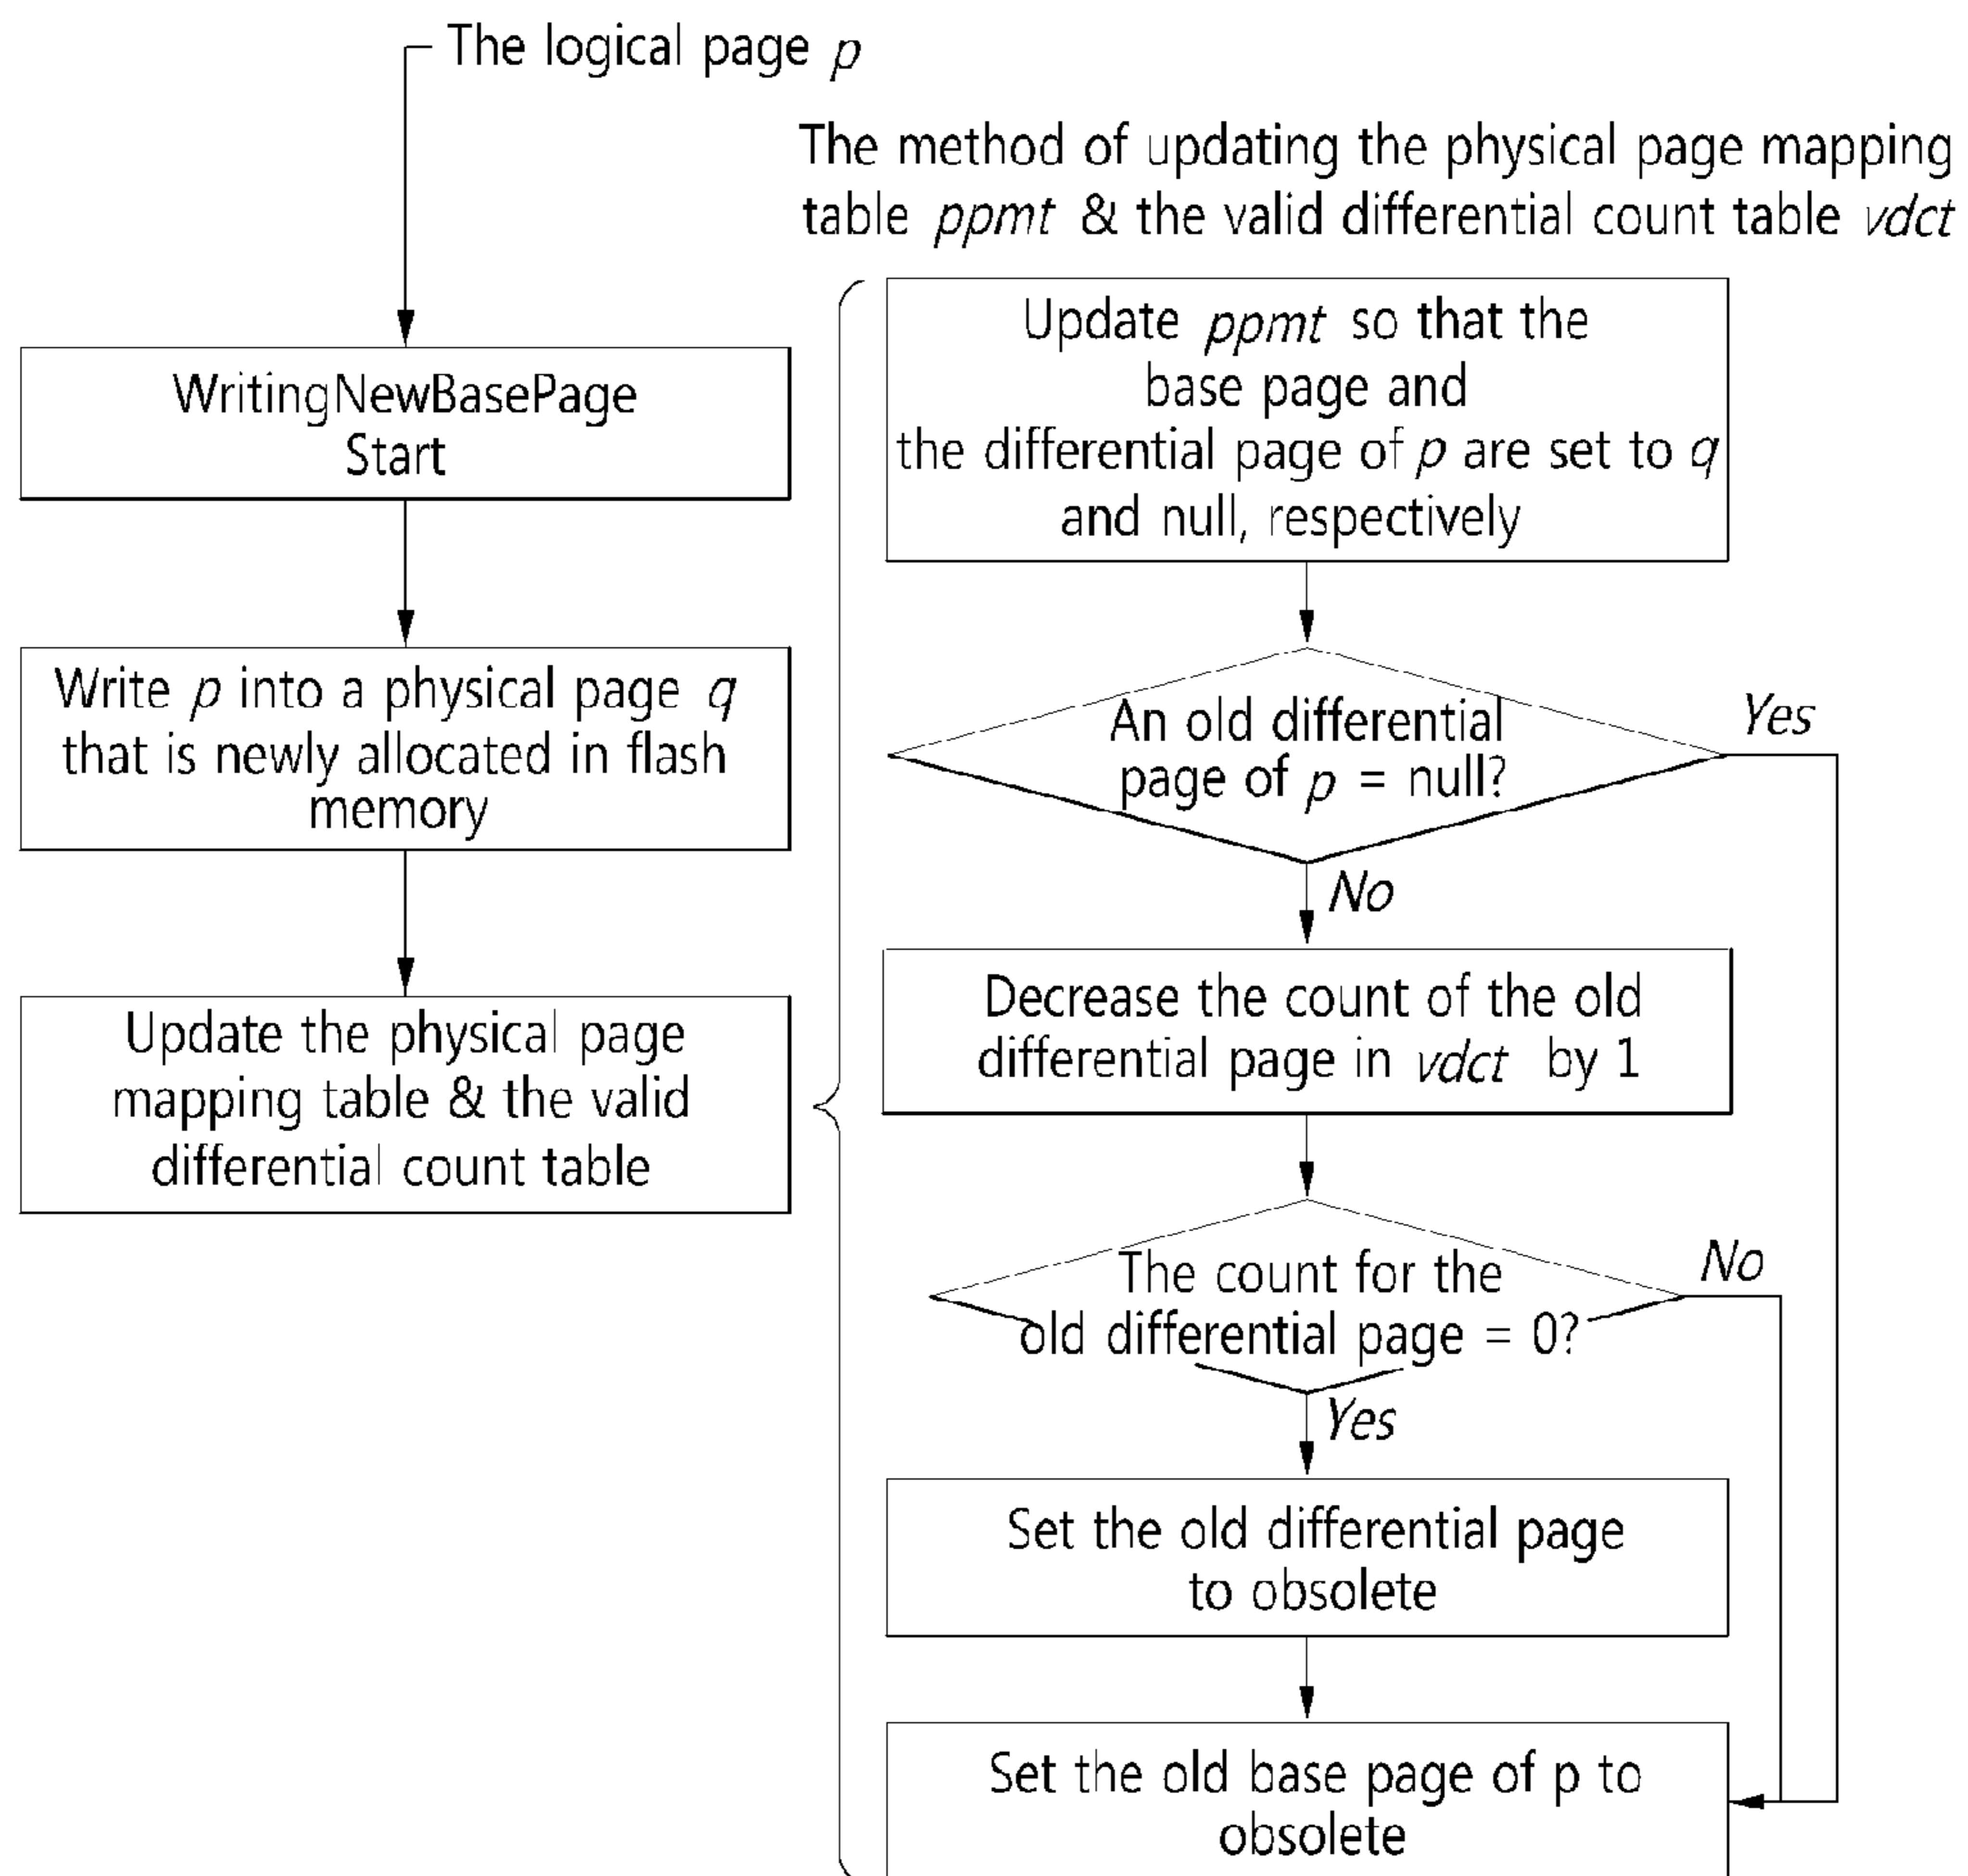 The logical page p
The method of updating the physical page mapping
table ppmt & the valid differential count table vdct
WritingNewBasePage
Start
Write p into a physical page q
that is newly allocated in flash
memory
Update the physical page
mapping table & the valid
differential count table
Update ppmt so that the
base page and
the differential page of p are set to q
and null, respectively
An old differential
page of p = null?
Yes
No
Decrease the count of the old
differential page in vdct by 1
The count for the
old differential page = 0?
No
Yes
Set the old differential page
to obsolete
Set the old base page of p to
obsolete